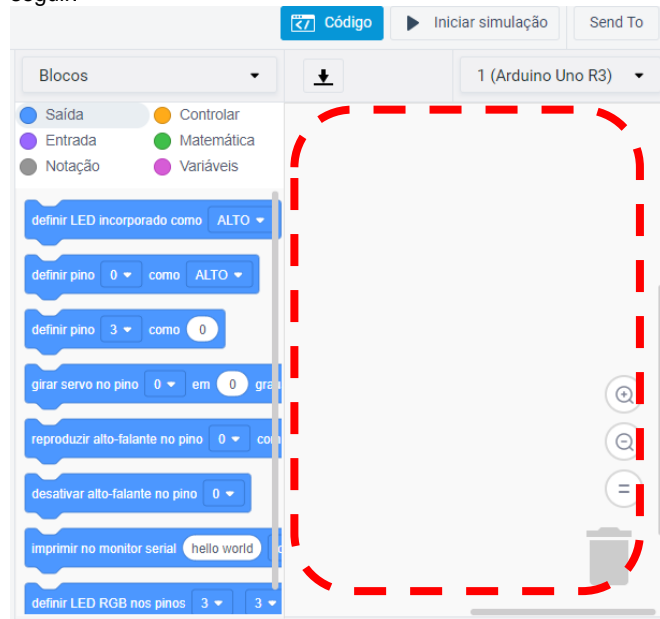 Código Iniciar simulação Send To
Blocos 1 (Arduino Uno R3)
Saída Controlar
Entrada Matemática
Notação Variáveis
definir LED incorporado como ALTO
definir pino 0 como ALTO
definir pino 3 como 0
girar servo no pino 0 em 0
reproduzir alto-falante no pino 0
desativar alto-falante no pino 0
imprimir no monitor serial hello world
definir LED RGB nos pinos 3 3